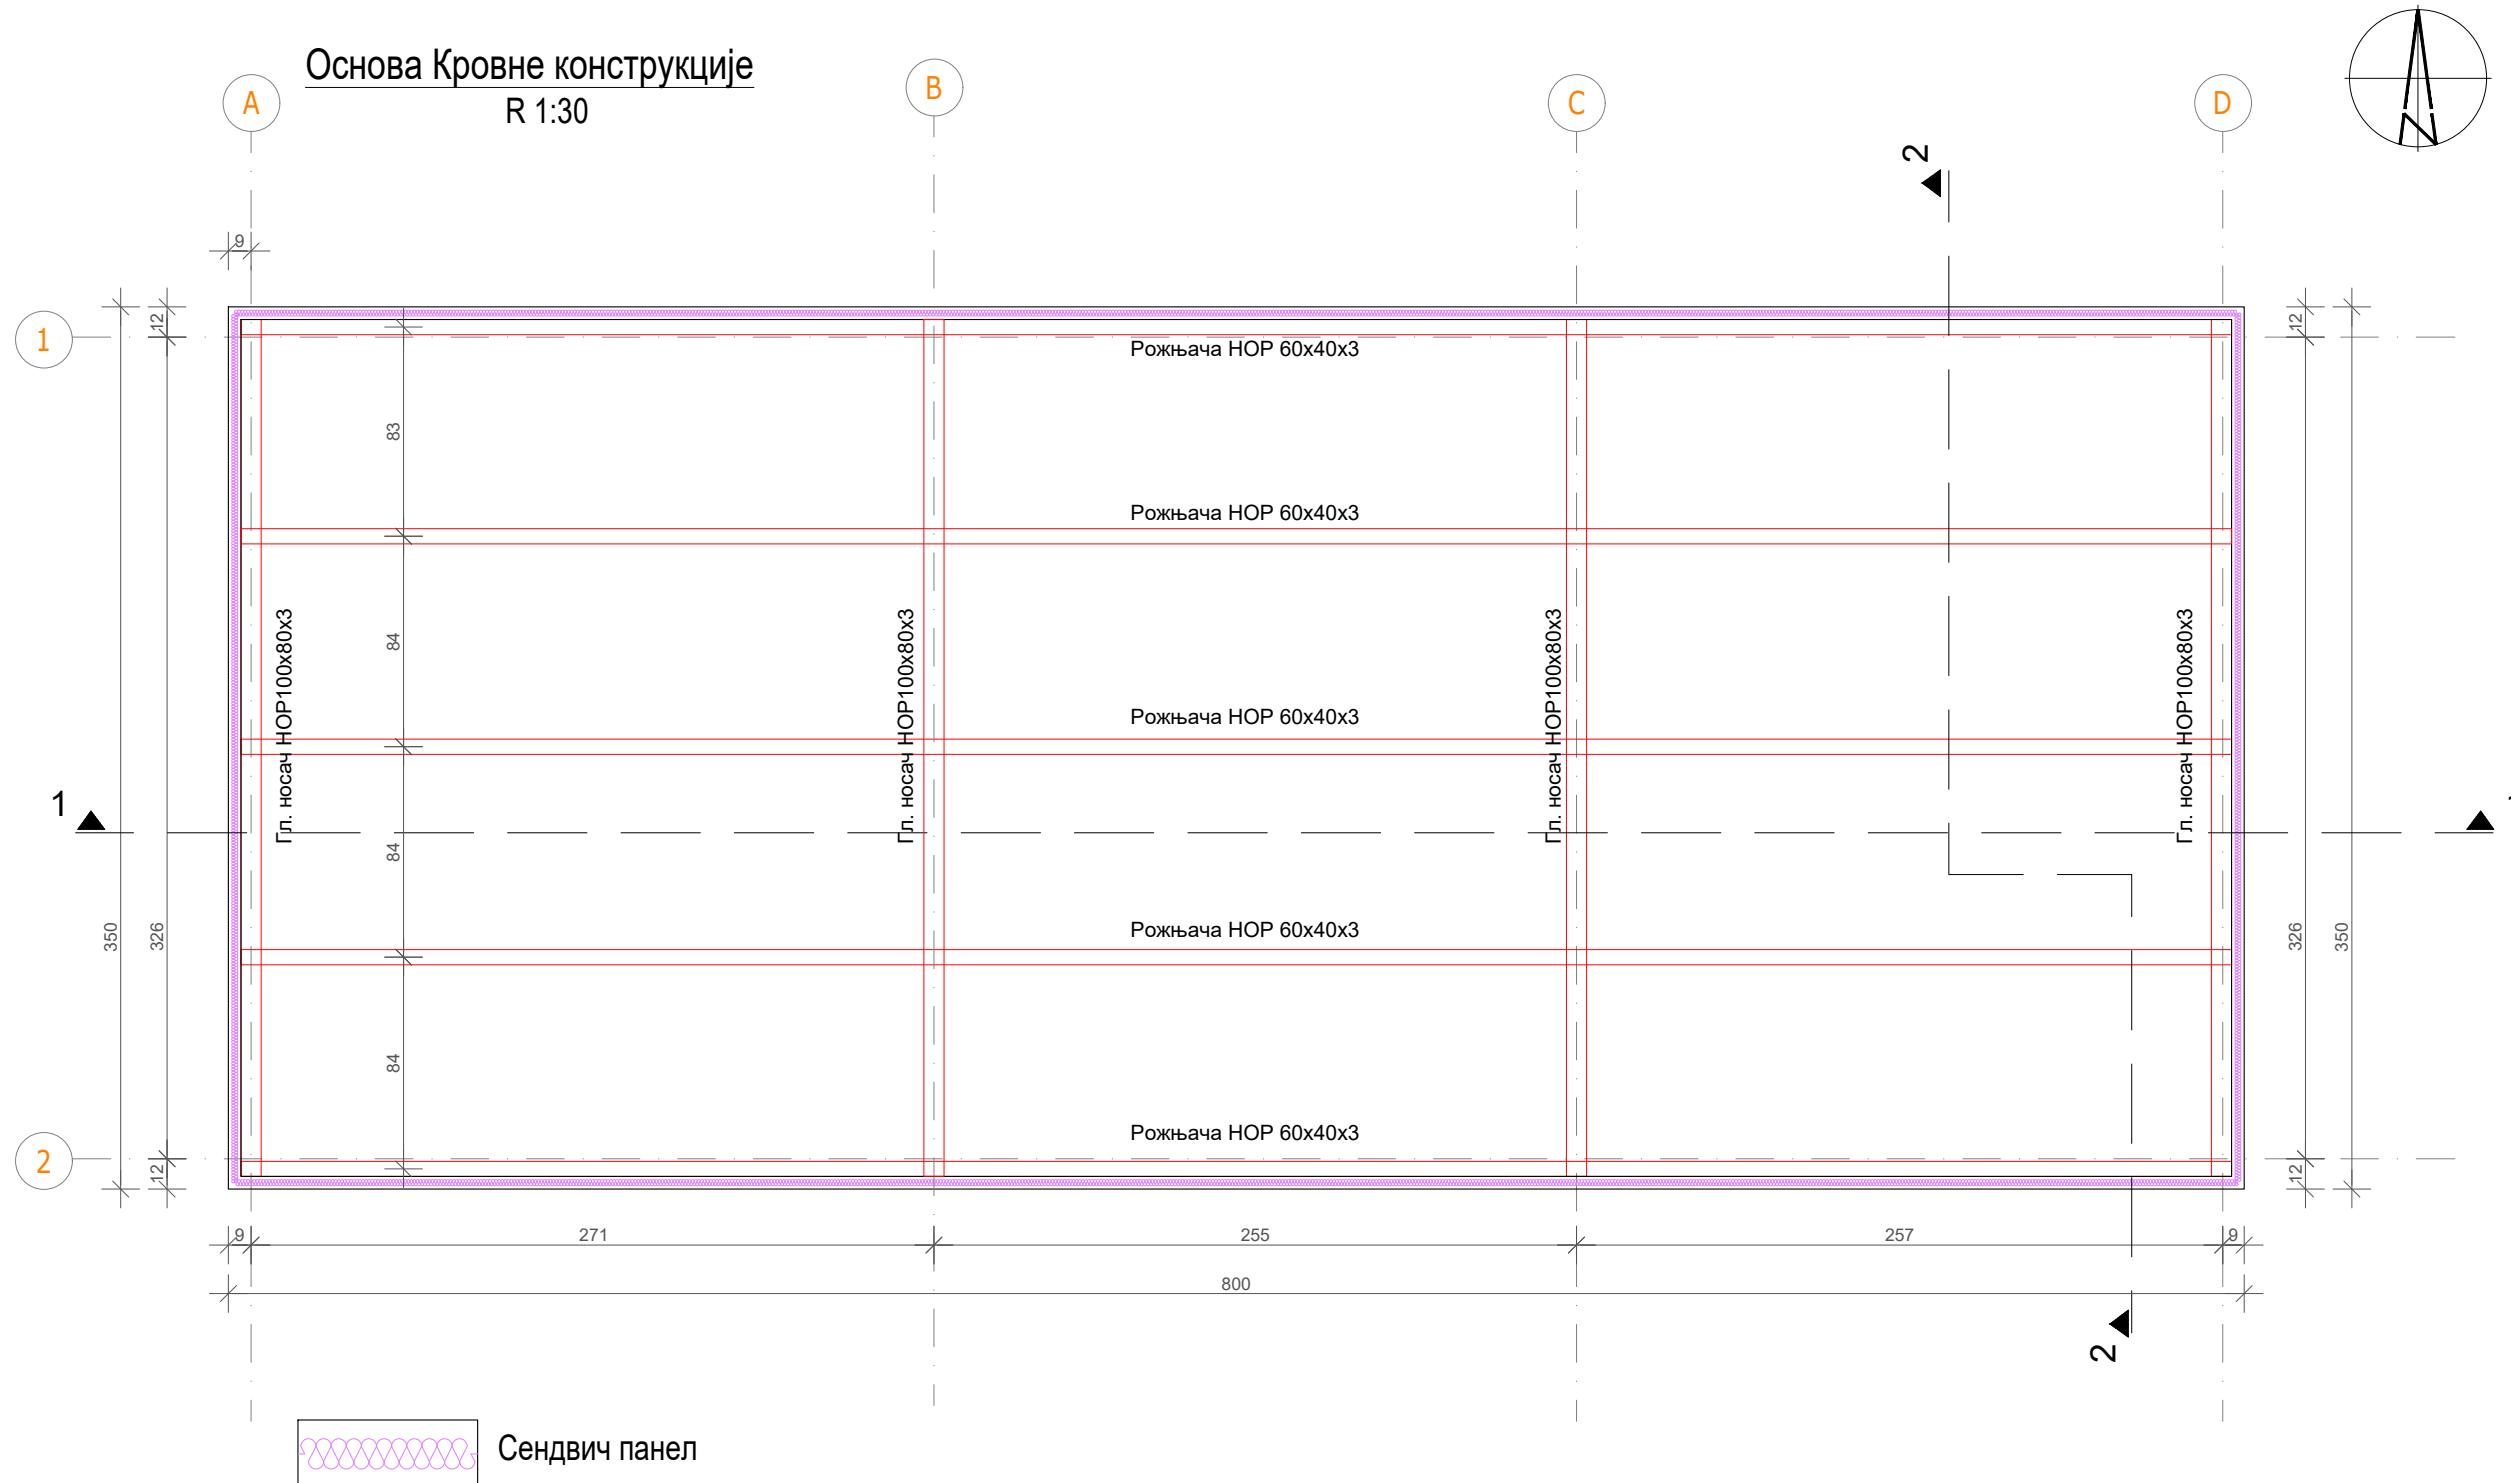 Основа Кровне конструкције
R 1:30
A
B
C
D
N
2
9
12
12
1
Рожњача НОР 60x40x3
83
Рожњача НОР 60x40x3
Гл. носач НОР100x80x3
84
Гл. носач НОР100x80x3
Гл. носач НОР100x80x3
Гл. носач НОР100x80x3
Рожњача НОР 60x40x3
1
84
350
326
Рожњача НОР 60x40x3
326
350
84
Рожњача НОР 60x40x3
2
12
12
9
271
255
257
9
800
2
Сендвич панел